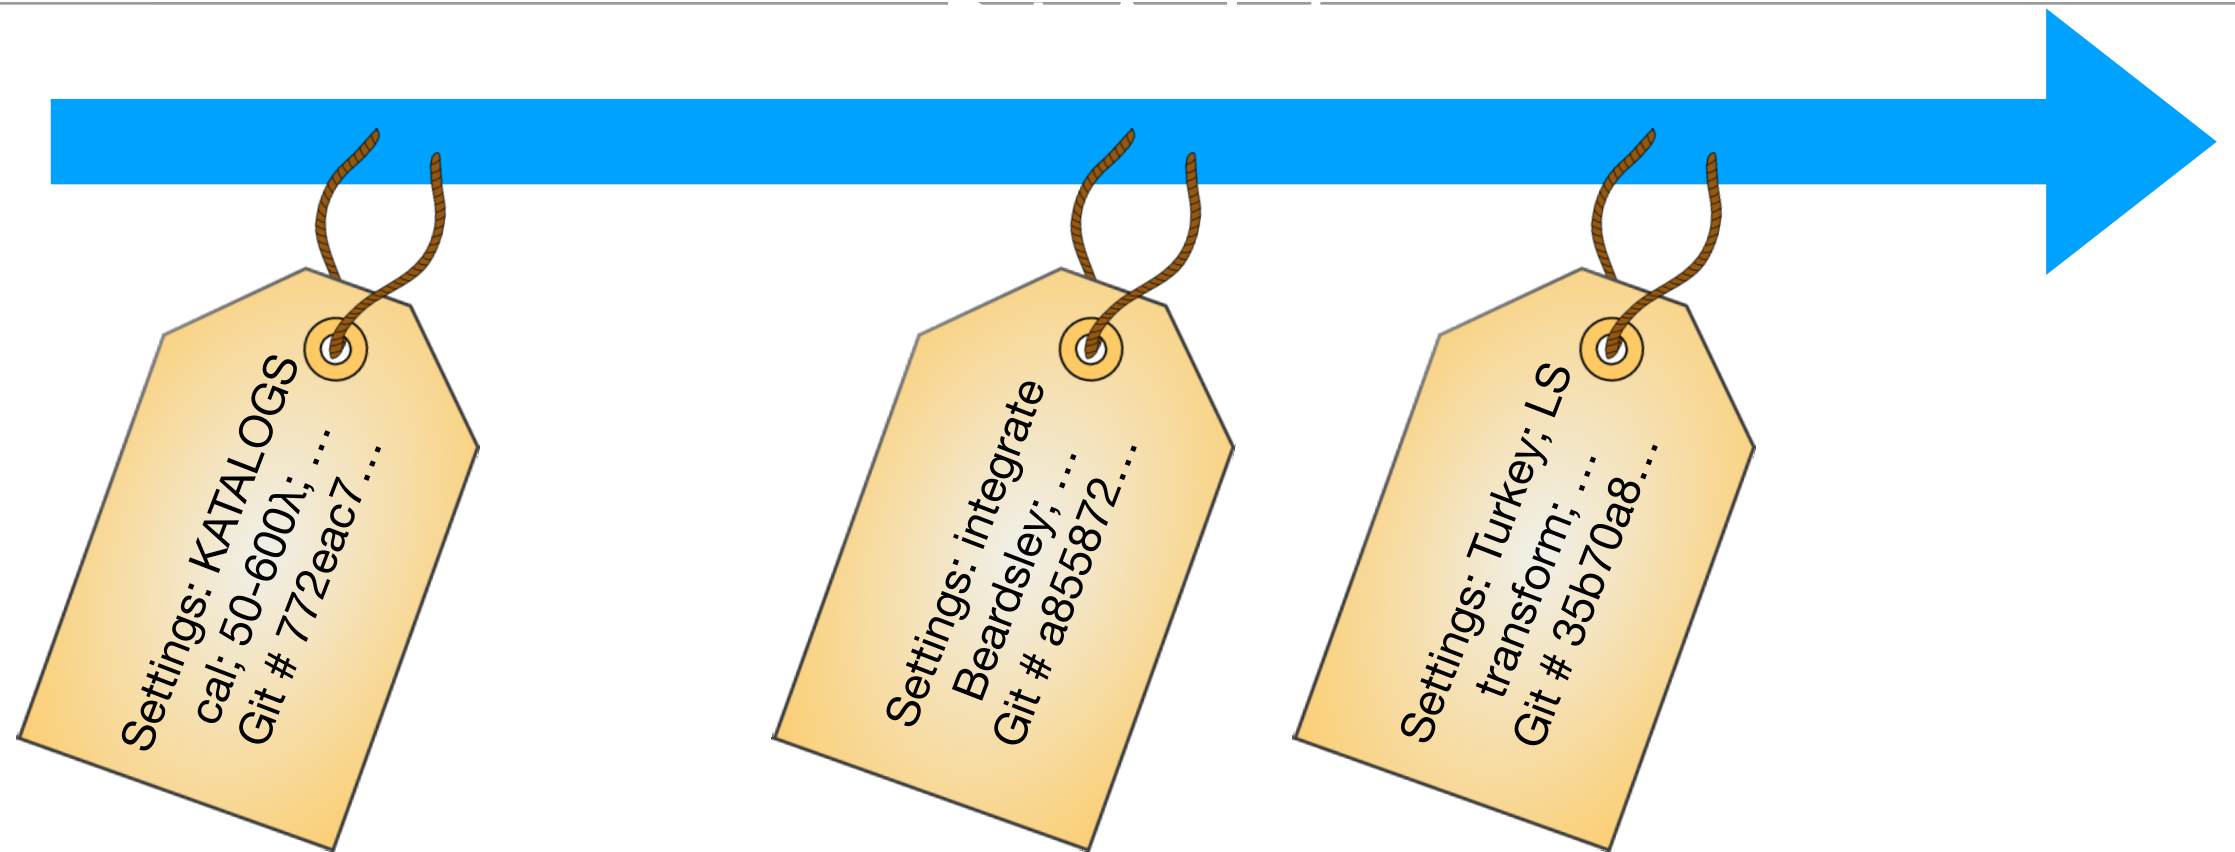 Settings: KATALOGS
cal; 50-600λ; ...
Git # 772eac7...
Settings: integrate
Beardsley; ...
Git # a855872...
Settings: Turkey; LS
transform; ...
Git # 35b70a8...